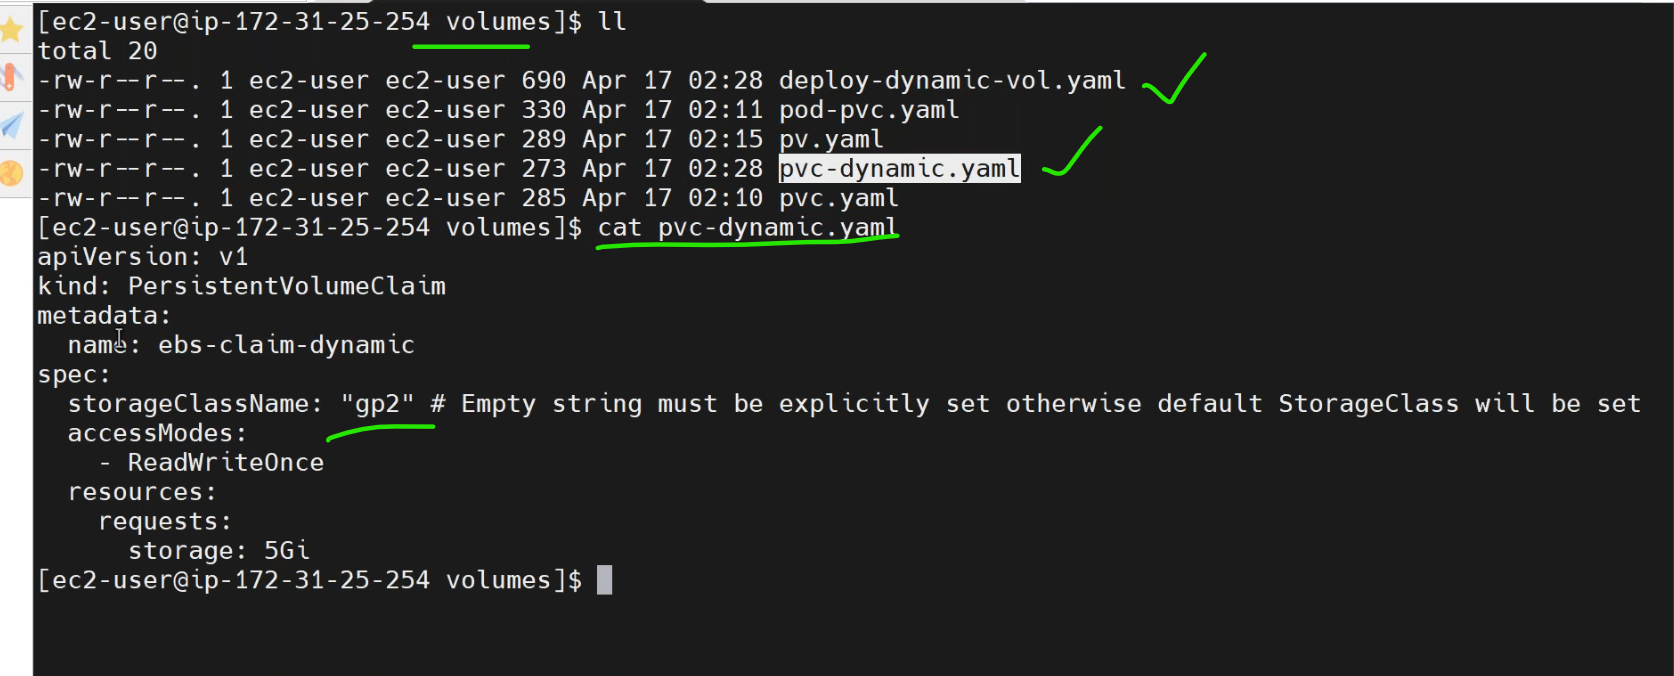 [ec2-user@ip-172-31-25-254 volumes]$ ll
total 20
-rw-r--r--. 1 ec2-user ec2-user 690 Apr 17 02:28 deploy-dynamic-vol.yaml
-rw-r--r--. 1 ec2-user ec2-user 330 Apr 17 02:11 pod-pvc.yaml
-rw-r--r--. 1 ec2-user ec2-user 289 Apr 17 02:15 pv.yaml
-rw-r--r--. 1 ec2-user ec2-user 273 Apr 17 02:28 pvc-dynamic.yaml
-rw-r--r--. 1 ec2-user ec2-user 285 Apr 17 02:10 pvc.yaml
[ec2-user@ip-172-31-25-254 volumes]$ cat pvc-dynamic.yaml
apiVersion: v1
kind: PersistentVolumeClaim
metadata:
  name: ebs-claim-dynamic
spec:
  storageClassName: "gp2" # Empty string must be explicitly set otherwise default StorageClass will be set
  accessModes:
    - ReadWriteOnce
  resources:
    requests:
      storage: 5Gi
[ec2-user@ip-172-31-25-254 volumes]$